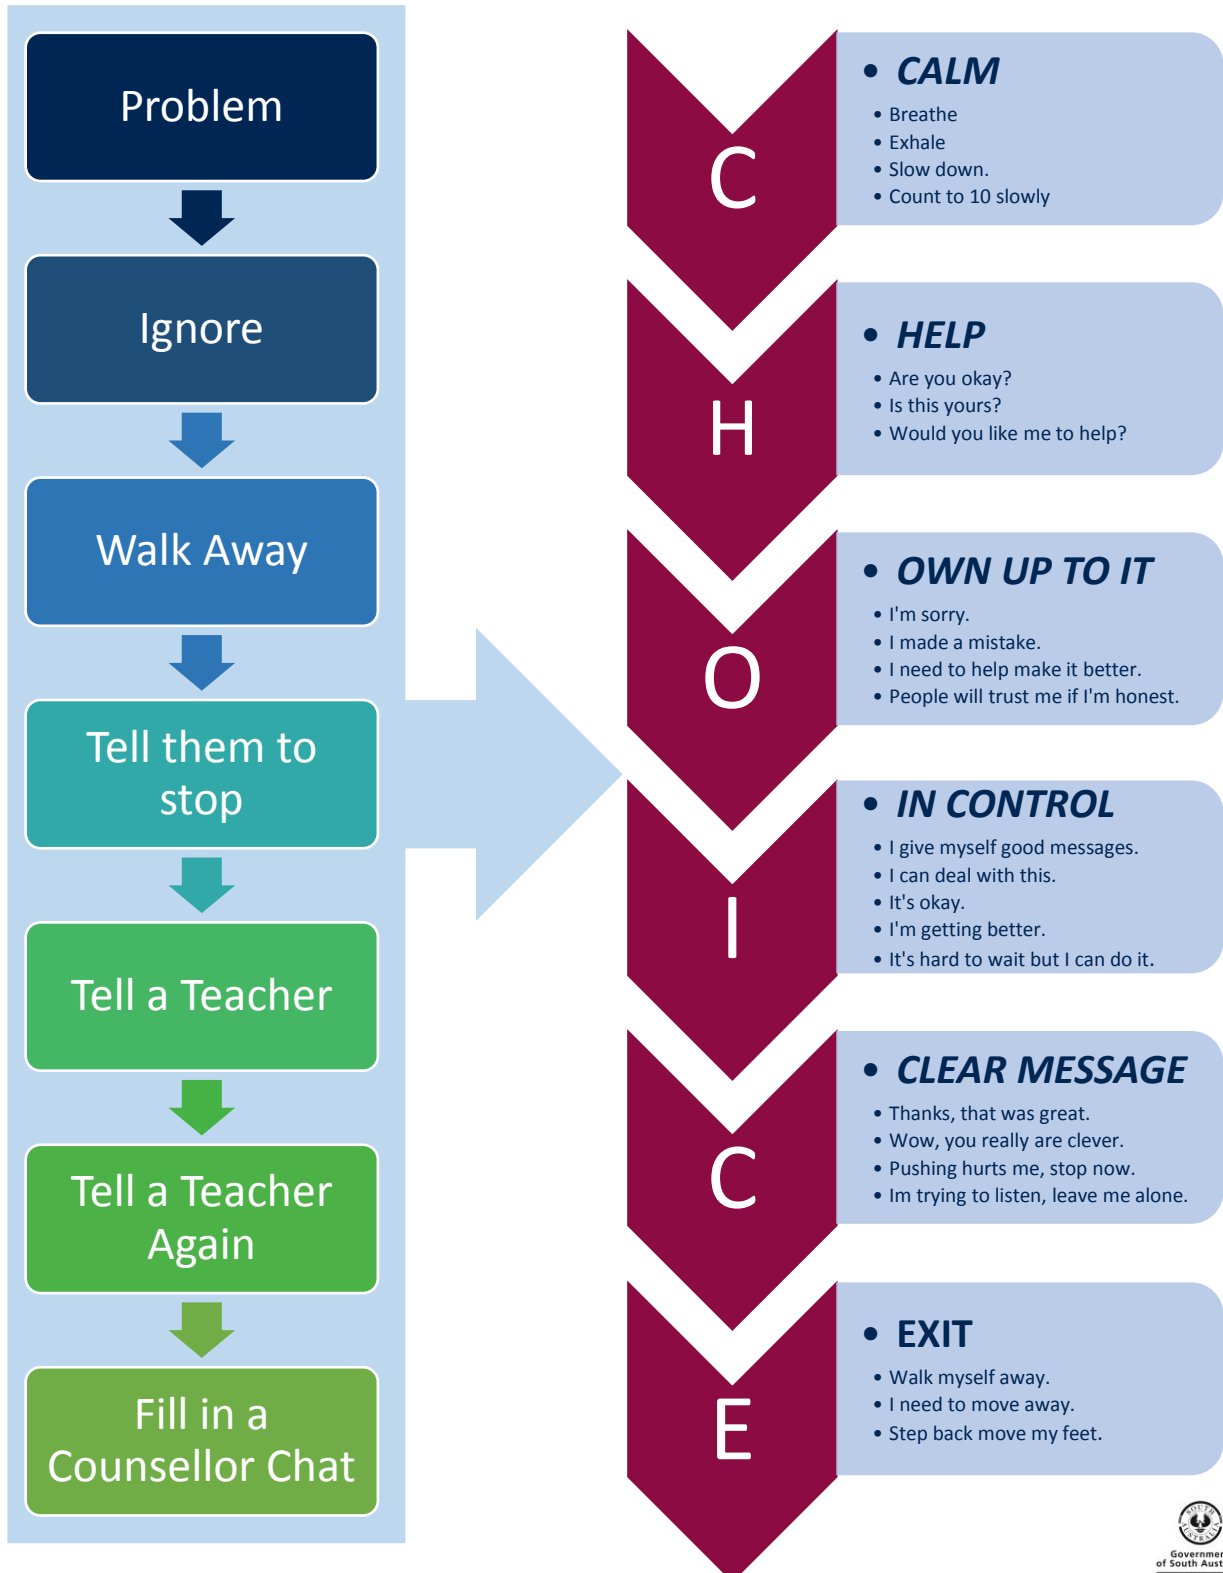 Problem
Ignore
Walk Away
Tell them to
stop
Tell a Teacher
Tell a Teacher
Again
Fill in a
Counsellor Chat
C
• CALM
• Breathe
• Exhale
• Slow down.
• Count to 10 slowly
H
• HELP
• Are you okay?
• Is this yours?
• Would you like me to help?
O
• OWN UP TO IT
• I'm sorry.
• I made a mistake.
• I need to help make it better.
• People will trust me if I'm honest.
I
• IN CONTROL
• I give myself good messages.
• I can deal with this.
• It's okay.
• I'm getting better.
• It's hard to wait but I can do it.
C
• CLEAR MESSAGE
• Thanks, that was great.
• Wow, you really are clever.
• Pushing hurts me, stop now.
• Im trying to listen, leave me alone.
E
• EXIT
• Walk myself away.
• I need to move away.
• Step back move my feet.
SOUTH
AUSTRALIA
Governmen
of South Aust